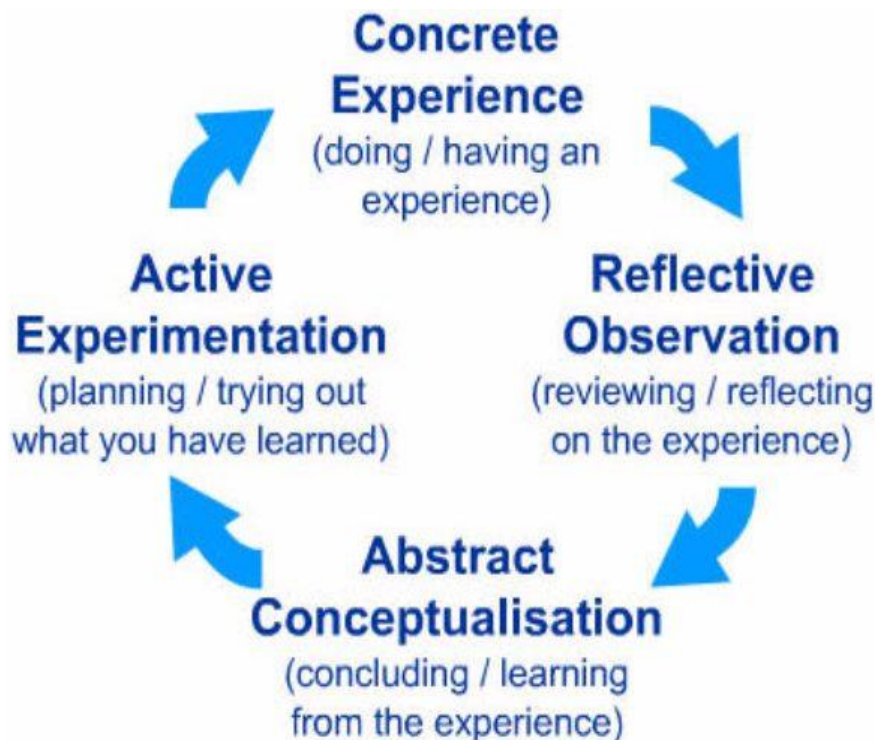 Concrete
Experience
(doing / having an
experience)
Reflective
Observation
(reviewing / reflecting
on the experience)
Abstract
Conceptualisation
(concluding / learning
from the experience)
Active
Experimentation
(planning / trying out
what you have learned)